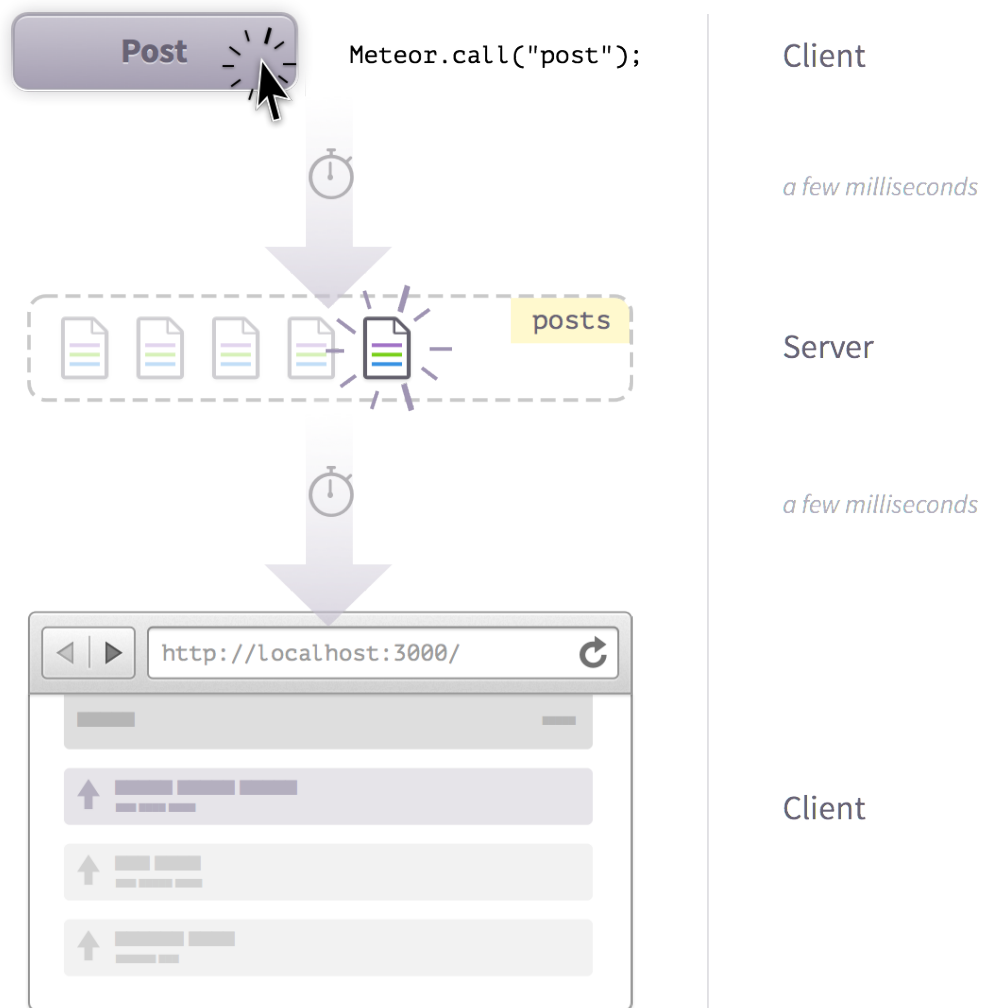 Post
Meteor.call("post");
Client
a few milliseconds
posts
Server
a few milliseconds
http://localhost:3000/
Client